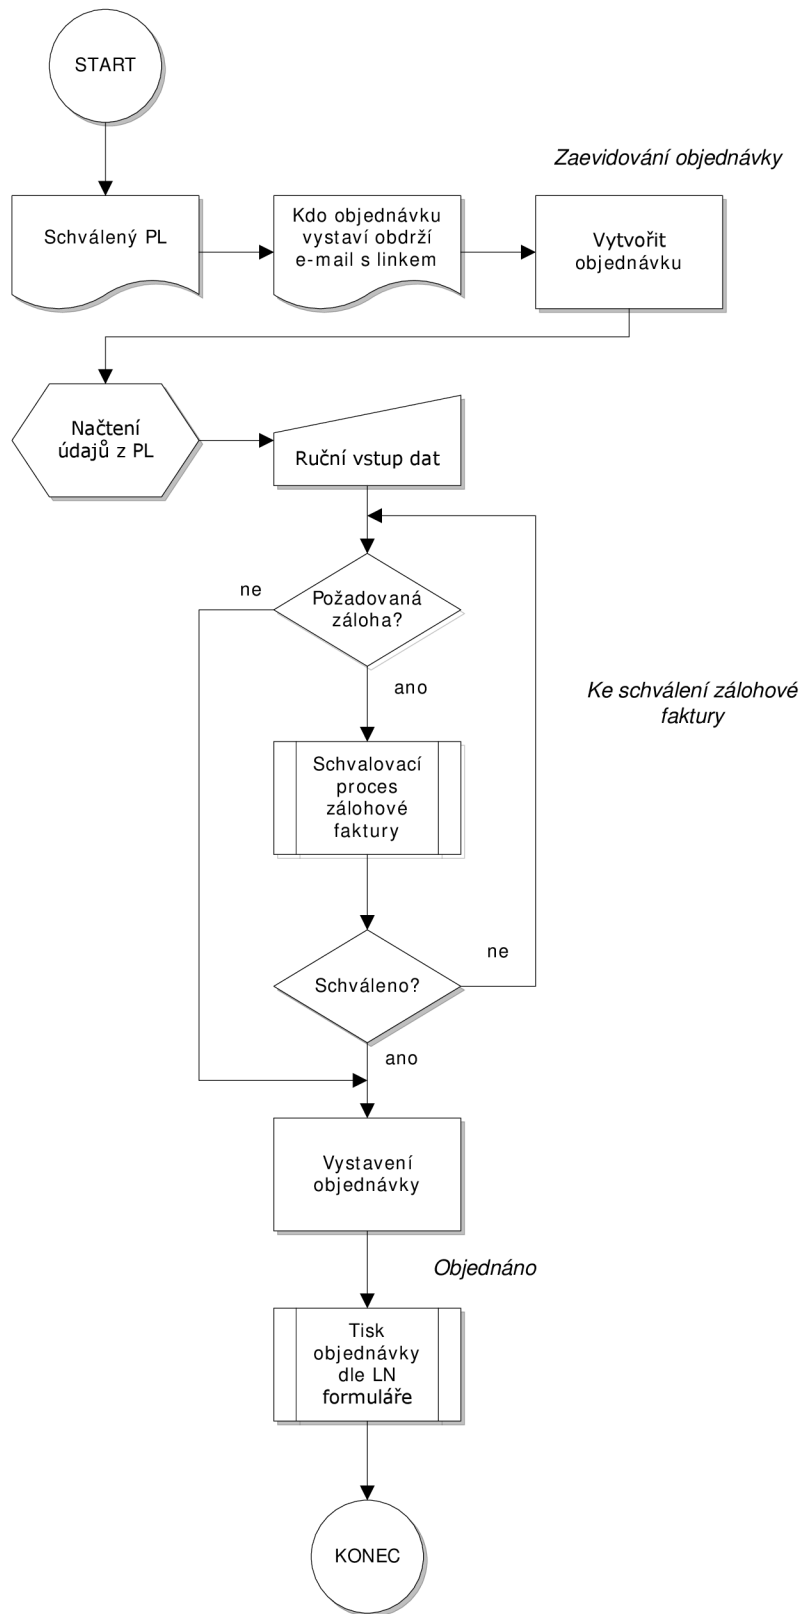 START
Zaevidování objednávky
Schválený PL
Kdo objednávku
vystaví obdrží
e-mail s linkem
Vytvořit
objednávku
Načtení
údajů z PL
Ruční vstup dat
ne
Požadovaná
záloha?
ano
Ke schválení zálohové
faktury
Schvalovací
proces
zálohové
faktury
ne
Schváleno?
ano
Vystavení
objednávky
Objednáno
Tisk
objednávky
dle LN
formuláře
KONEC